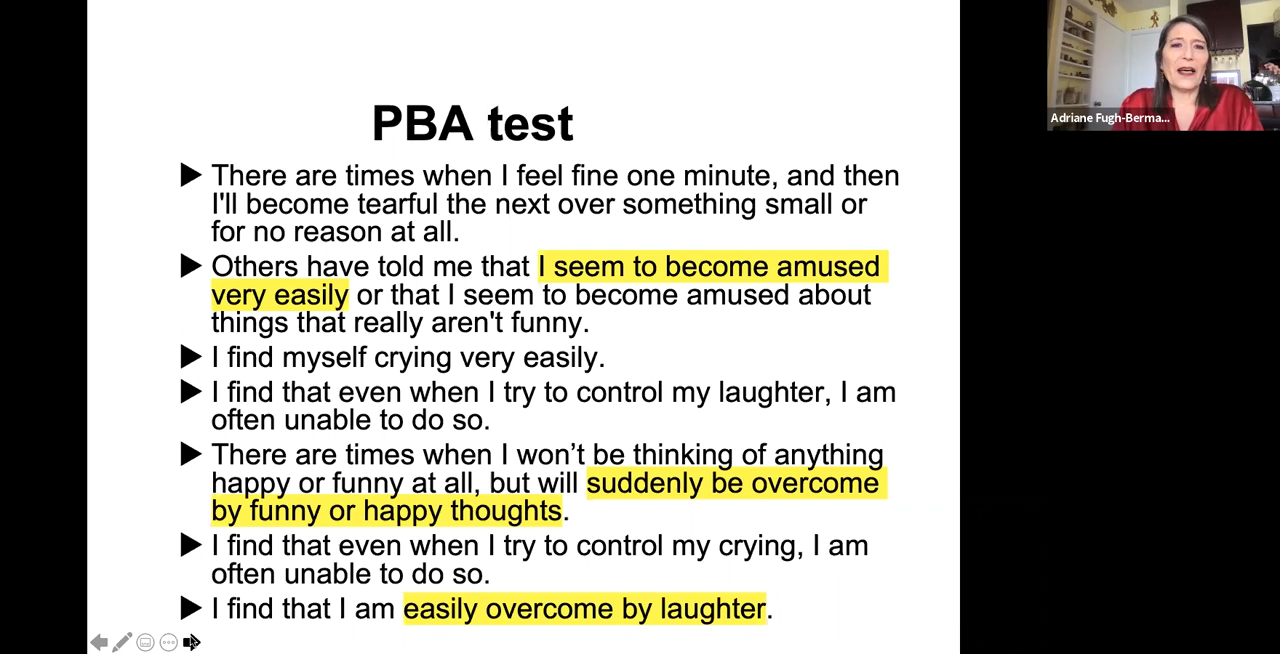 PBA test
There are times when I feel fine one minute, and then
I'll become tearful the next over something small or
for no reason at all.
Others have told me that I seem to become amused
very easily or that I seem to become amused about
things that really aren't funny.
I find myself crying very easily.
I find that even when I try to control my laughter, I am
often unable to do so.
There are times when I won’t be thinking of anything
happy or funny at all, but will suddenly be overcome
by funny or happy thoughts.
I find that even when I try to control my crying, I am
often unable to do so.
I find that I am easily overcome by laughter.
Adriane Fugh-Berma...